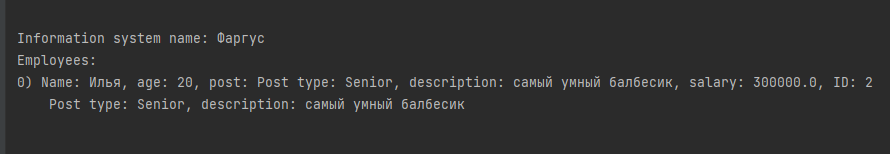 Information system name: Фаргус
Employees:
0) Name: Илья, age: 20, post: Post type: Senior, description: самый умный балбесик, salary: 300000.0, ID: 2
Post type: Senior, description: самый умный балбесик